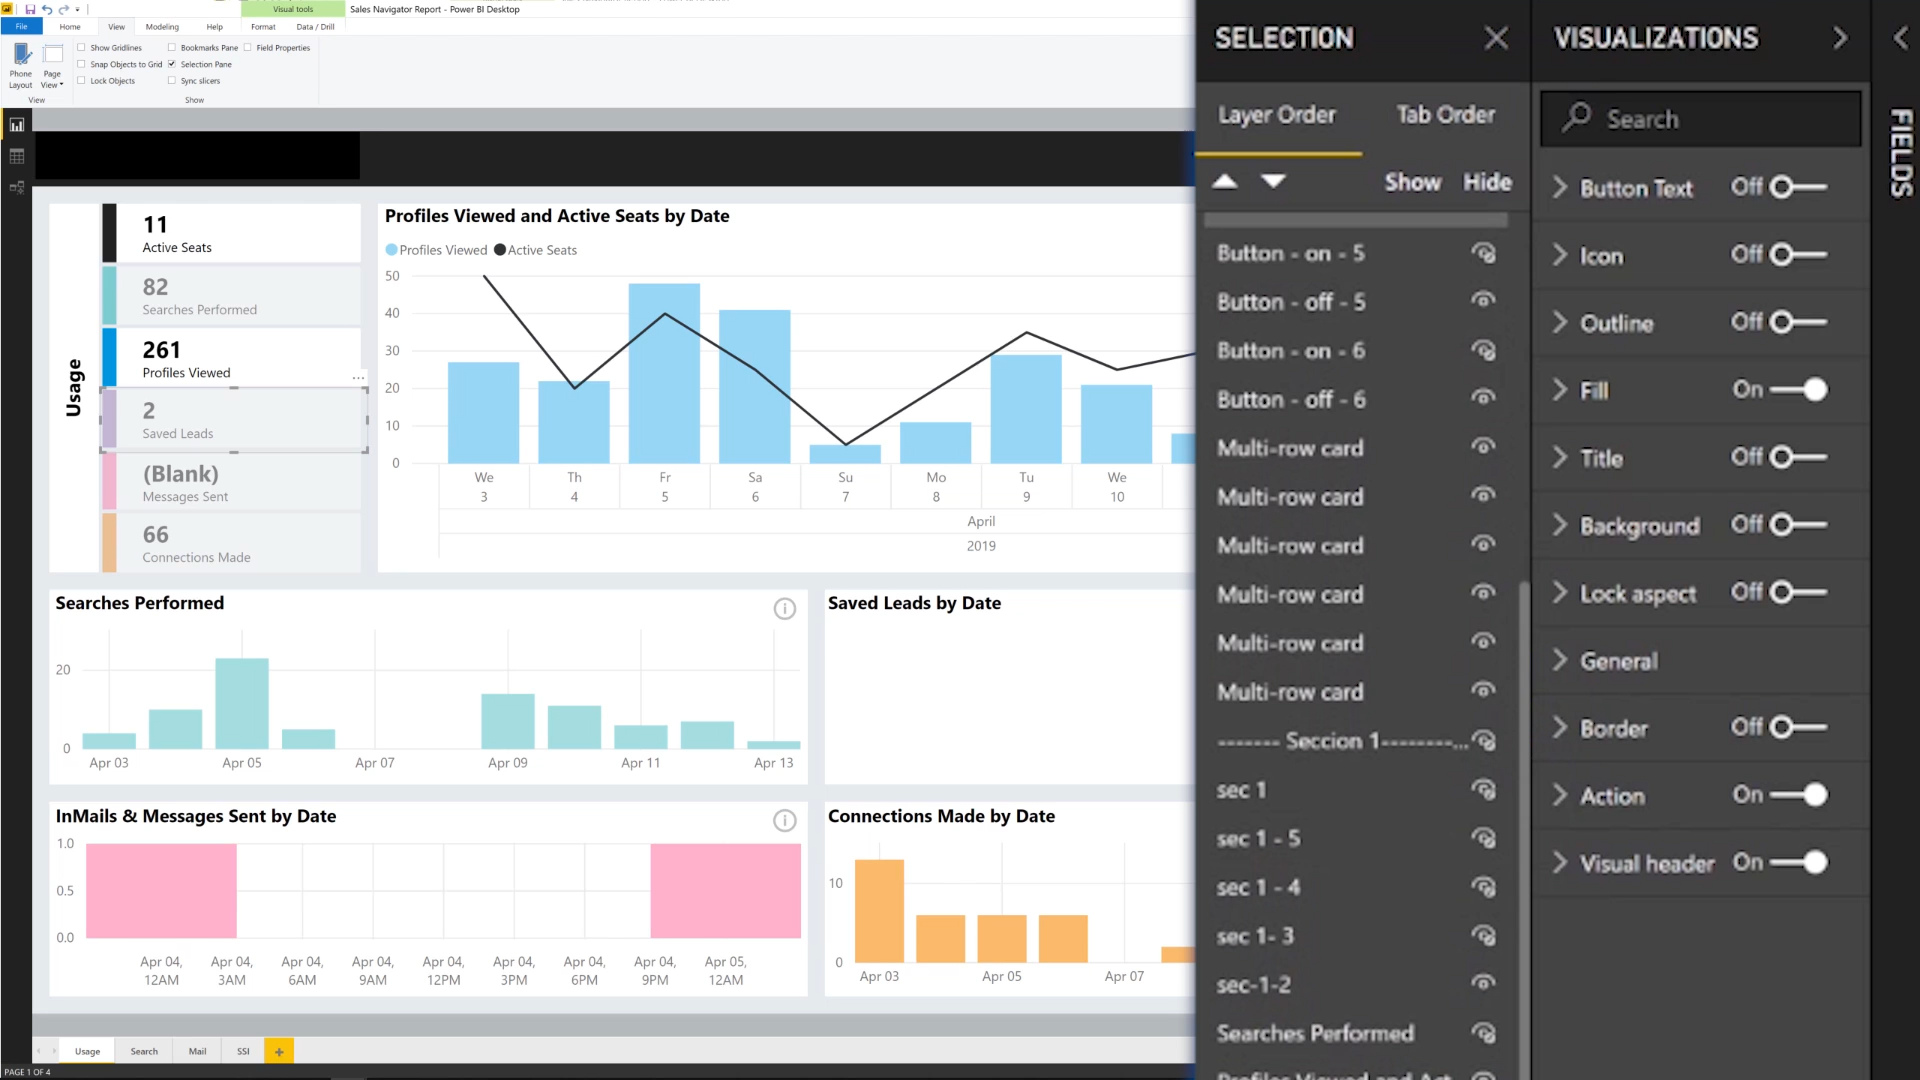 Visual tools
Sales Navigator Report - Power BI Desktop
File
Home
View
Modeling
Help
Format
Data / Drill
Phone
Layout
Page
View
Show Gridlines
Snap Objects to Grid
Lock Objects
Bookmarks Pane
Selection Pane
Sync slicers
Field Properties
View
Show
Usage
11
Active Seats
82
Searches Performed
261
Profiles Viewed
2
Saved Leads
(Blank)
Messages Sent
66
Connections Made
Profiles Viewed and Active Seats by Date
Profiles Viewed Active Seats
50
40
30
20
10
0
We Th Fr Sa Su Mo Tu We
3 4 5 6 7 8 9 10
April
2019
Searches Performed
20
0
Apr 03 Apr 05 Apr 07 Apr 09 Apr 11 Apr 13
Saved Leads by Date
InMails & Messages Sent by Date
1.0
0.5
0.0
Apr 04, Apr 04, Apr 04, Apr 04, Apr 04, Apr 04, Apr 04, Apr 04, Apr 05,
12AM 3AM 6AM 9AM 12PM 3PM 6PM 9PM 12AM
Connections Made by Date
10
0
Apr 03 Apr 05 Apr 07
Usage
Search
Mail
SSI
+
PAGE 1 OF 4
SELECTION
Layer Order
Tab Order
Show Hide
Button - on - 5
Button - off - 5
Button - on - 6
Button - off - 6
Multi-row card
Multi-row card
Multi-row card
Multi-row card
Multi-row card
Multi-row card
------- Seccion 1--------...
sec 1
sec 1 - 5
sec 1 - 4
sec 1- 3
sec-1-2
Searches Performed
Profiles Viewed and Act...
VISUALIZATIONS
Search
Button Text Off
Icon Off
Outline Off
Fill On
Title Off
Background Off
Lock aspect Off
General
Border Off
Action On
Visual header On
FIELDS